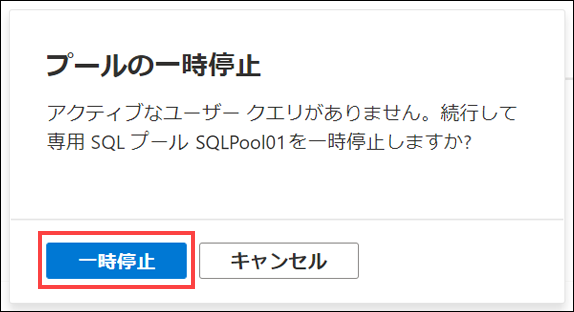 プールの一時停止
アクティブなユーザー クエリがありません。続行して
専用 SQL プール SQLPool01を一時停止しますか?
一時停止
キャンセル